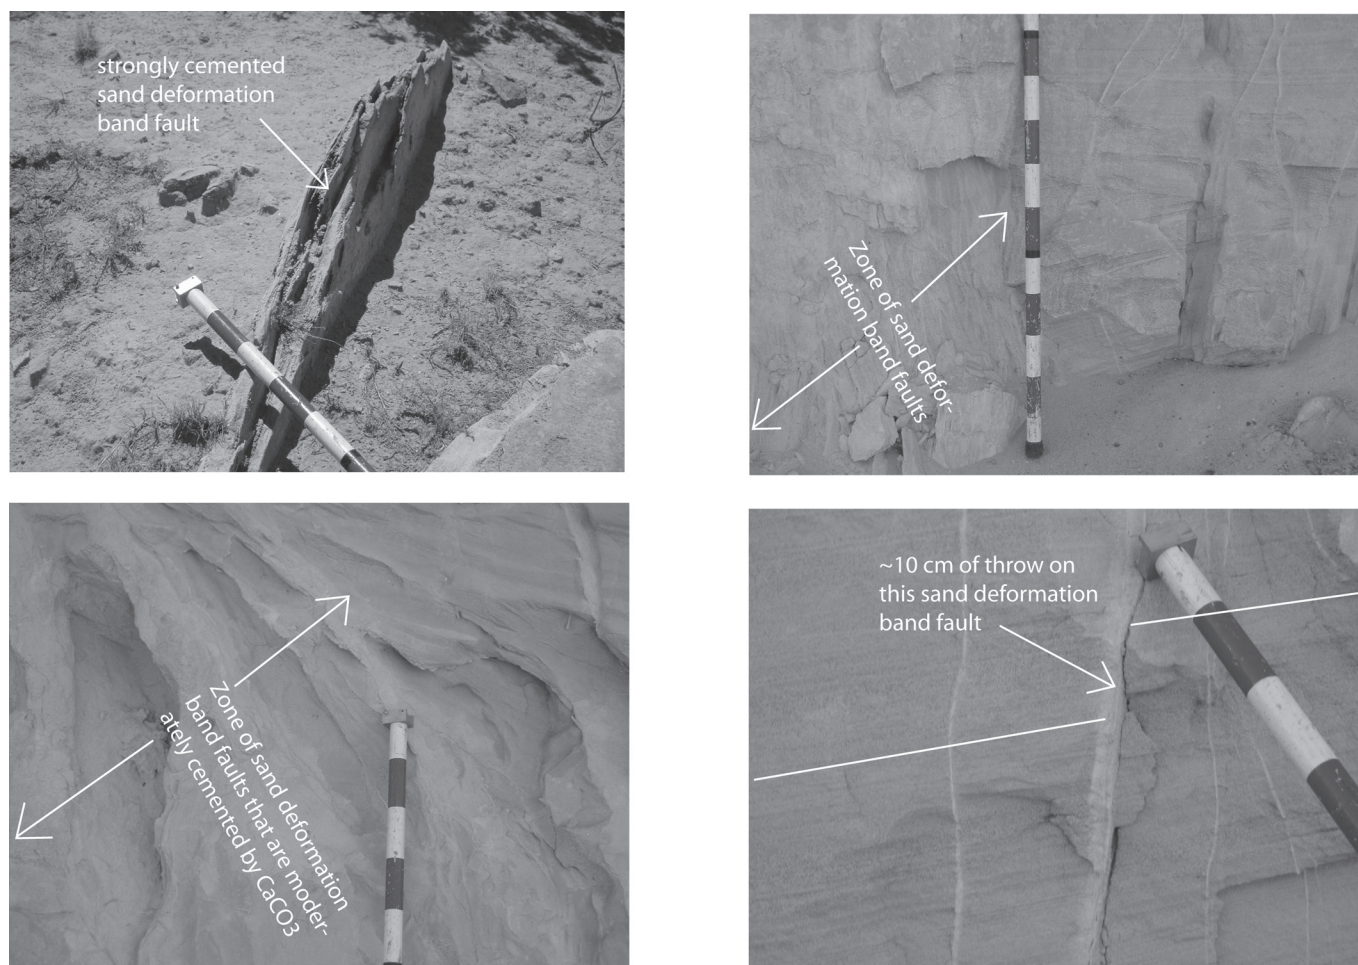 strongly cemented
sand deformation
band fault
Zone of sand defor-
mation band faults
Zone of sand deformation
band faults that are moder-
ately cemented by CaCO3
~10 cm of throw on
this sand deformation
band fault